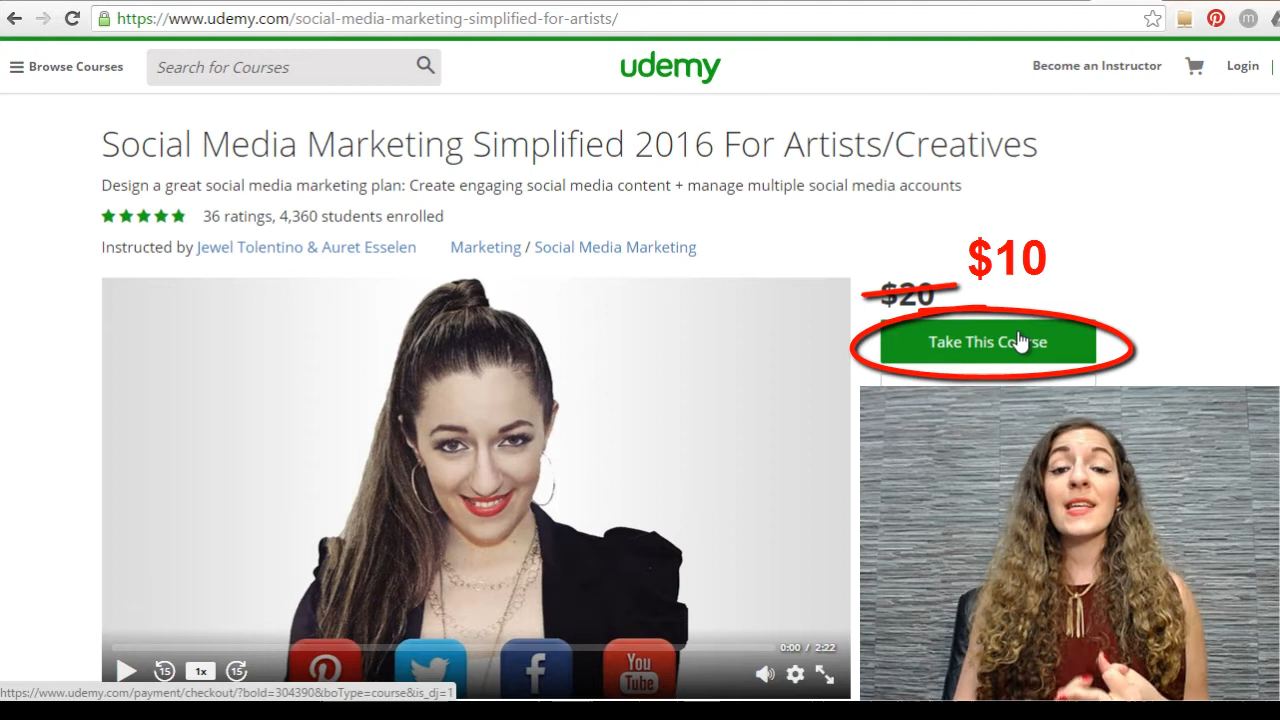 https://www.udemy.com/social-media-marketing-simplified-for-artists/
Browse Courses
Search for Courses
udemy
Become an Instructor
Login
Social Media Marketing Simplified 2016 For Artists/Creatives
Design a great social media marketing plan: Create engaging social media content + manage multiple social media accounts
36 ratings, 4,360 students enrolled
Instructed by Jewel Tolentino & Auret Esselen Marketing / Social Media Marketing
$10
$20
Take This Course
You
Tube
0:00 / 2:22
15
1x
15
https://www.udemy.com/payment/checkout/?boId=304390&boType=course&is_dj=1